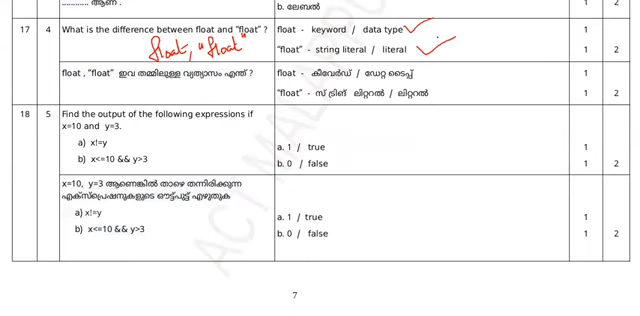 ............ ആണ് .
b. ലേബൽ
1 2
17 4 What is the difference between float and "float"? float - keyword / data type 1
float, "float" "float" - string literal / literal 1 2
float , "float" ഇവ തമ്മിലുള്ള വ്യത്യാസം എന്ത് ? float - കീവേർഡ് / ഡേറ്റ ടൈപ്പ് 1
"float" - സ്ട്രിങ് ലിറ്ററൽ / ലിറ്ററൽ 1 2
18 5 Find the output of the following expressions if
x=10 and y=3.
a) x!=y a. 1 / true 1
b) x<=10 && y>3 b. 0 / false 1 2
x=10, y=3 ആണെങ്കിൽ താഴെ തന്നിരിക്കുന്ന
എക്സ്പ്രെഷനുകളുടെ ഔട്ട്പുട്ട് എഴുതുക
a) x!=y a. 1 / true 1
b) x<=10 && y>3 b. 0 / false 1 2
7